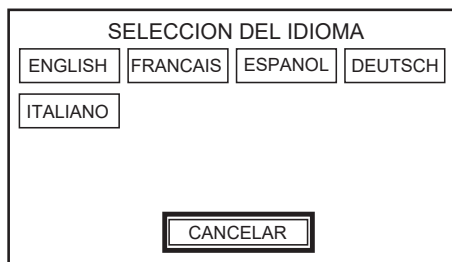 SELECCION DEL IDIOMA
ENGLISH FRANCAIS ESPANOL DEUTSCH
ITALIANO
CANCELAR